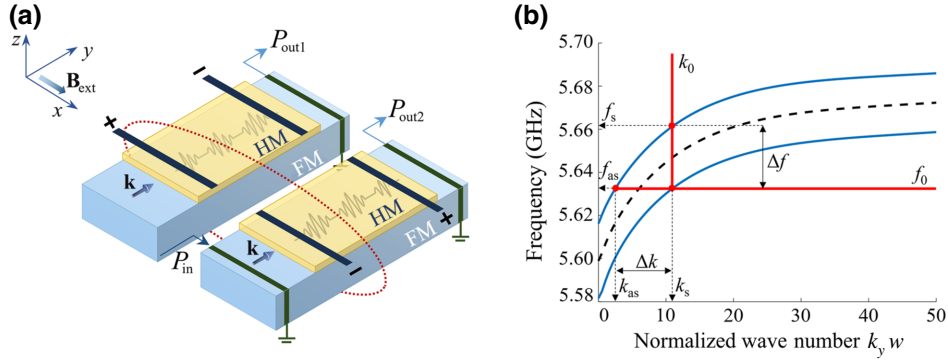 (a)
z
y
B_ext
x
P_out1
−
+
HM
FM
k
P_out2
HM
FM
+
k
−
P_in
(b)
Frequency (GHz)
5.70
5.68
5.66
5.64
5.62
5.60
5.58
f_s
f_as
k_0
Δf
f_0
Δk
k_as
k_s
0 10 20 30 40 50
Normalized wave number k_y w